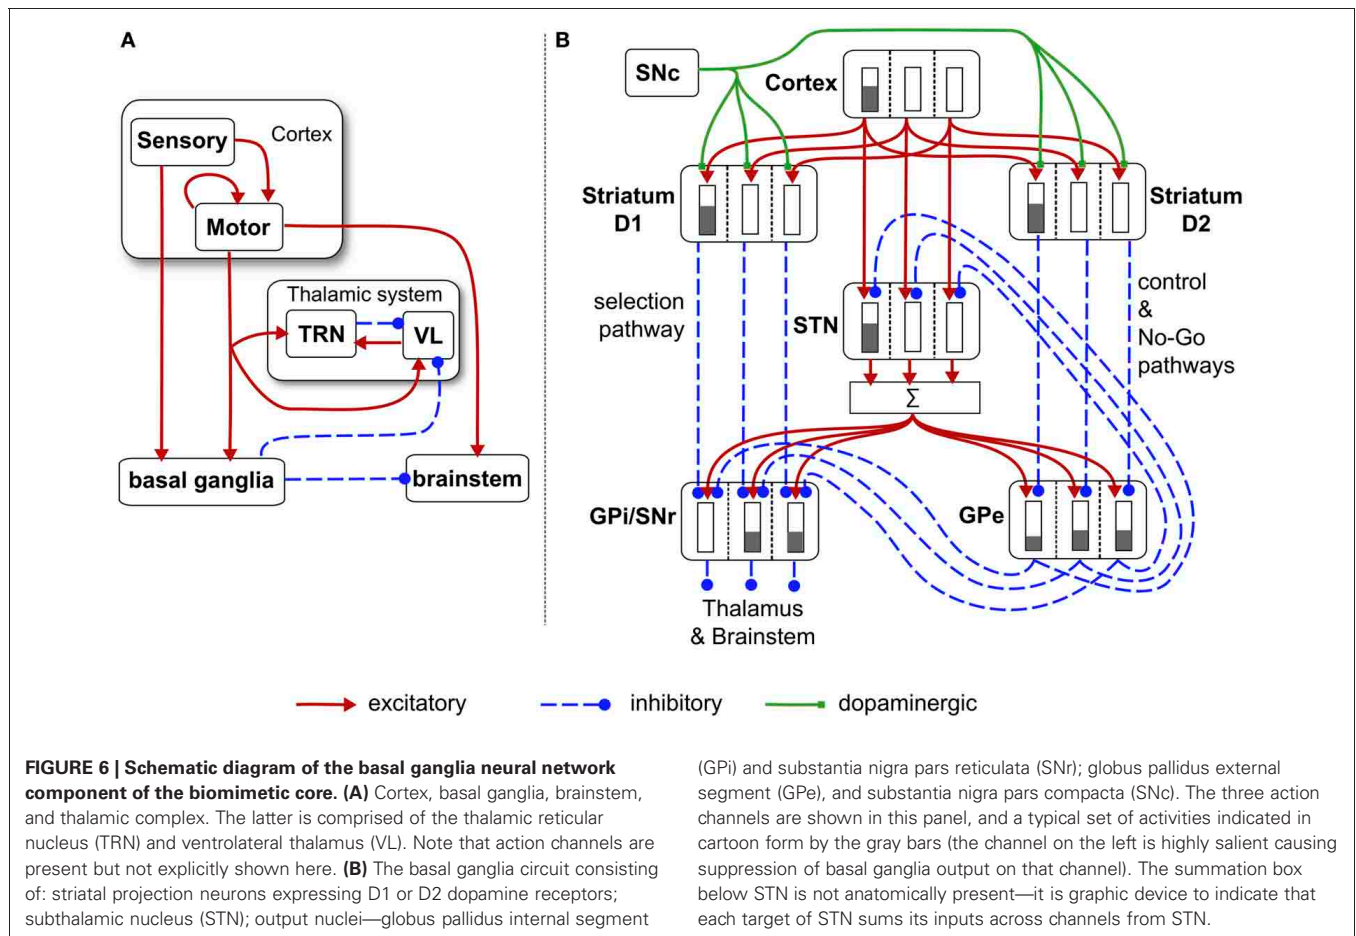 A
Sensory
Cortex
Motor
Thalamic system
TRN
VL
basal ganglia
brainstem
B
SNc
Cortex
Striatum
D1
Striatum
D2
selection
pathway
STN
control
&
No-Go
pathways
Σ
GPi/SNr
GPe
Thalamus
& Brainstem
excitatory
inhibitory
dopaminergic
FIGURE 6 | Schematic diagram of the basal ganglia neural network
component of the biomimetic core. (A) Cortex, basal ganglia, brainstem,
and thalamic complex. The latter is comprised of the thalamic reticular
nucleus (TRN) and ventrolateral thalamus (VL). Note that action channels are
present but not explicitly shown here. (B) The basal ganglia circuit consisting
of: striatal projection neurons expressing D1 or D2 dopamine receptors;
subthalamic nucleus (STN); output nuclei—globus pallidus internal segment
(GPi) and substantia nigra pars reticulata (SNr); globus pallidus external
segment (GPe), and substantia nigra pars compacta (SNc). The three action
channels are shown in this panel, and a typical set of activities indicated in
cartoon form by the gray bars (the channel on the left is highly salient causing
suppression of basal ganglia output on that channel). The summation box
below STN is not anatomically present—it is graphic device to indicate that
each target of STN sums its inputs across channels from STN.